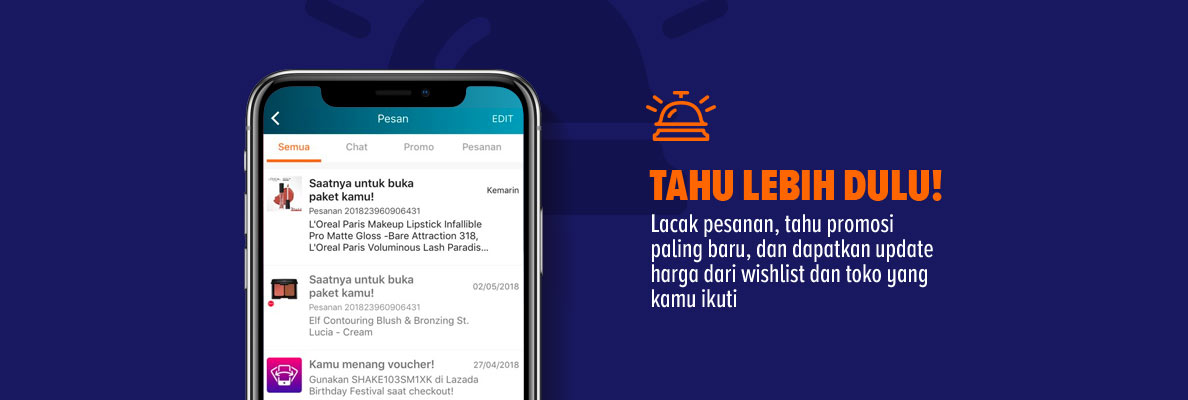 Pesan
EDIT
Semua
Chat
Promo
Pesanan
Saatnya untuk buka
paket kamu!
Kemarin
Pesanan 201823960906431
L'Oreal Paris Makeup Lipstick Infallible
Pro Matte Gloss -Bare Attraction 318,
L'Oreal Paris Voluminous Lash Paradis...
Saatnya untuk buka
paket kamu!
02/05/2018
Pesanan 201823960906431
Elf Contouring Blush & Bronzing St.
Lucia - Cream
Kamu menang voucher!
27/04/2018
Gunakan SHAKE103SM1XK di Lazada
Birthday Festival saat checkout!
TAHU LEBIH DULU!
Lacak pesanan, tahu promosi
paling baru, dan dapatkan update
harga dari wishlist dan toko yang
kamu ikuti